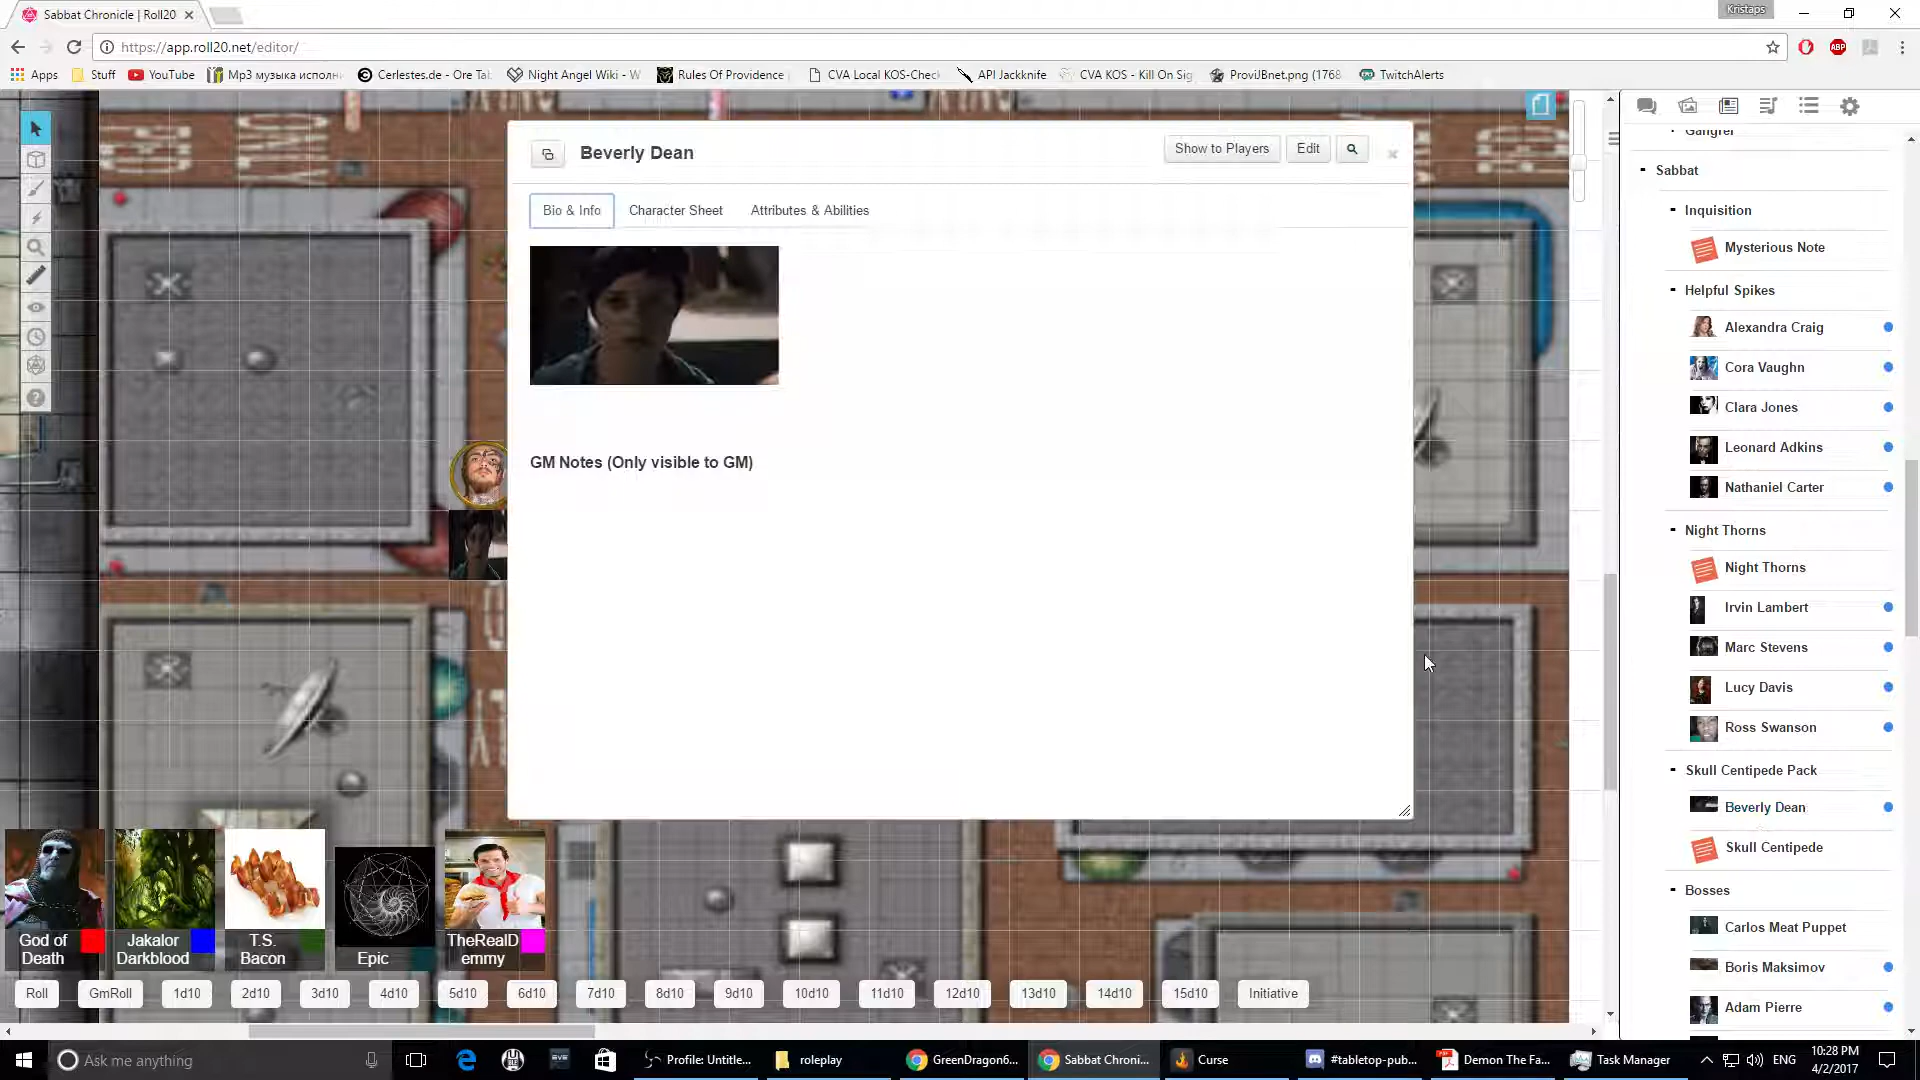 Sabbat Chronicle | Roll20
Kristaps
https://app.roll20.net/editor/
Apps
Stuff
YouTube
Mp3 музыка исполни
Cerlestes.de - Ore Tal
Night Angel Wiki - W
Rules Of Providence
CVA Local KOS-Check
API Jackknife
CVA KOS - Kill On Sig
ProviJBnet.png (1768
TwitchAlerts
Beverly Dean
Show to Players
Edit
Bio & Info
Character Sheet
Attributes & Abilities
GM Notes (Only visible to GM)
Gangrel
Sabbat
Inquisition
Mysterious Note
Helpful Spikes
Alexandra Craig
Cora Vaughn
Clara Jones
Leonard Adkins
Nathaniel Carter
Night Thorns
Night Thorns
Irvin Lambert
Marc Stevens
Lucy Davis
Ross Swanson
Skull Centipede Pack
Beverly Dean
Skull Centipede
Bosses
Carlos Meat Puppet
Boris Maksimov
Adam Pierre
God of
Death
Jakalor
Darkblood
T.S.
Bacon
Epic
TheRealD
emmy
Roll
GmRoll
1d10
2d10
3d10
4d10
5d10
6d10
7d10
8d10
9d10
10d10
11d10
12d10
13d10
14d10
15d10
Initiative
Ask me anything
Profile: Untitle...
roleplay
GreenDragon6...
Sabbat Chroni...
Curse
#tabletop-pub...
Demon The Fa...
Task Manager
ENG
10:28 PM
4/2/2017